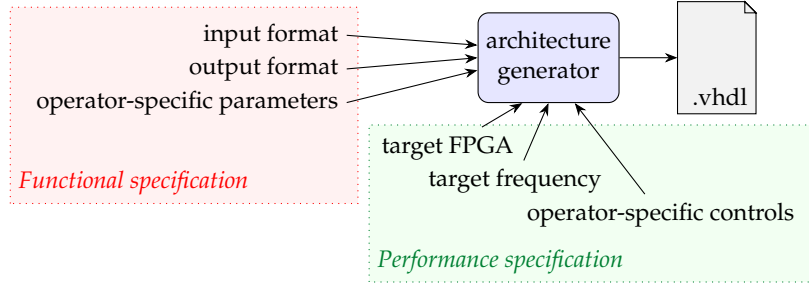 input format
output format
operator-specific parameters
Functional specification
architecture
generator
.vhdl
target FPGA
target frequency
operator-specific controls
Performance specification